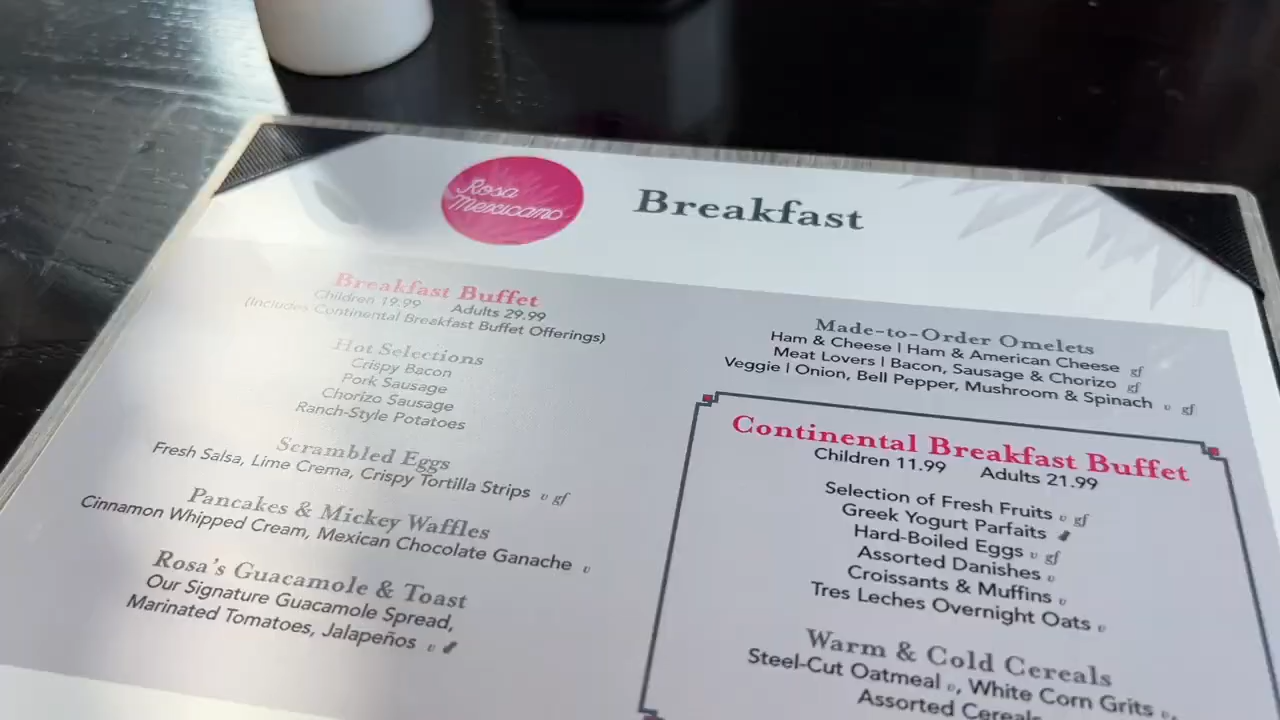 Rosa
Mexicano
Breakfast
Breakfast Buffet
Children 19.99 Adults 29.99
(Includes Continental Breakfast Buffet Offerings)
Hot Selections
Crispy Bacon
Pork Sausage
Chorizo Sausage
Ranch-Style Potatoes
Scrambled Eggs
Fresh Salsa, Lime Crema, Crispy Tortilla Strips v gf
Pancakes & Mickey Waffles
Cinnamon Whipped Cream, Mexican Chocolate Ganache v
Rosa's Guacamole & Toast
Our Signature Guacamole Spread,
Marinated Tomatoes, Jalapeños v
Made-to-Order Omelets
Ham & Cheese | Ham & American Cheese gf
Meat Lovers | Bacon, Sausage & Chorizo gf
Veggie | Onion, Bell Pepper, Mushroom & Spinach v gf
Continental Breakfast Buffet
Children 11.99 Adults 21.99
Selection of Fresh Fruits v gf
Greek Yogurt Parfaits
Hard-Boiled Eggs v gf
Assorted Danishes v
Croissants & Muffins v
Tres Leches Overnight Oats v
Warm & Cold Cereals
Steel-Cut Oatmeal v, White Corn Grits v,
Assorted Cereals